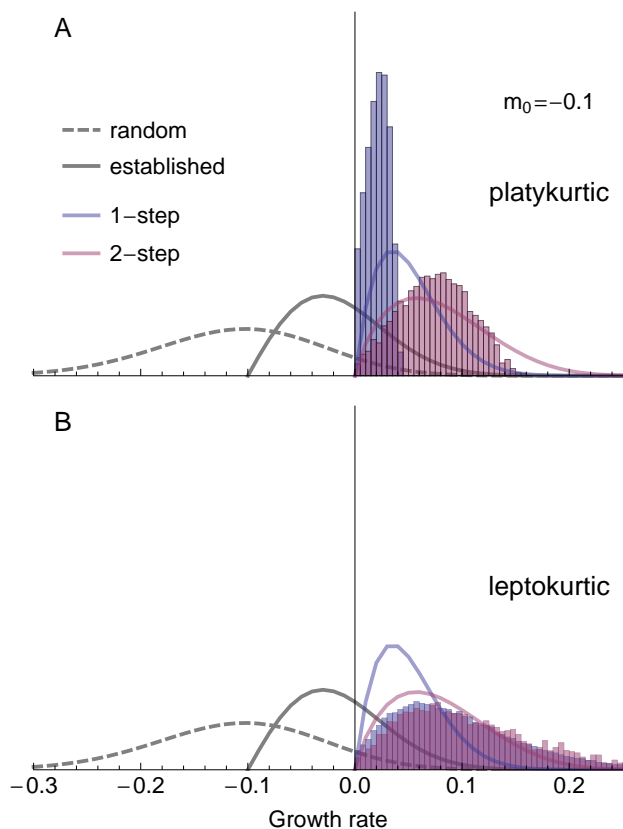 A
m₀=−0.1
random
established
platykurtic
1−step
2−step
B
leptokurtic
−0.3 −0.2 −0.1 0.0 0.1 0.2
Growth rate